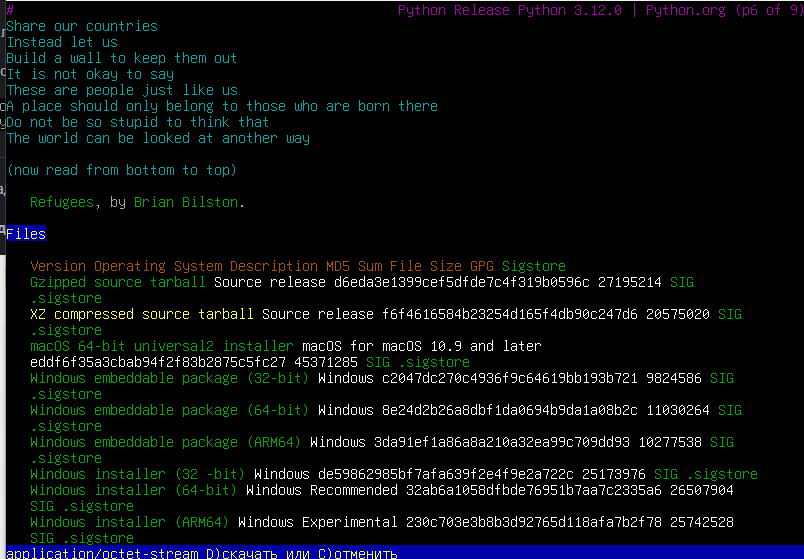 # Python Release Python 3.12.0 | Python.org (p6 of 9)
Share our countries
Instead let us
Build a wall to keep them out
It is not okay to say
These are people just like us
A place should only belong to those who are born there
Do not be so stupid to think that
The world can be looked at another way
(now read from bottom to top)
Refugees, by Brian Bilston.
Files
Version Operating System Description MD5 Sum File Size GPG Sigstore
Gzipped source tarball Source release d6eda3e1399cef5dfde7c4f319b0596c 27195214 SIG
.sigstore
XZ compressed source tarball Source release f6f4616584b23254d165f4db90c247d6 20575020 SIG
.sigstore
macOS 64-bit universal2 installer macOS for macOS 10.9 and later
eddf6f35a3cbab94f2f83b2875c5fc27 45371285 SIG .sigstore
Windows embeddable package (32-bit) Windows c2047dc270c4936f9c64619bb193b721 9824586 SIG
.sigstore
Windows embeddable package (64-bit) Windows 8e24d2b26a8dbf1da0694b9da1a08b2c 11030264 SIG
.sigstore
Windows embeddable package (ARM64) Windows 3da91ef1a86a8a210a32ea99c709dd93 10277538 SIG
.sigstore
Windows installer (32 -bit) Windows de59862985bf7afa639f2e4f9e2a722c 25173976 SIG .sigstore
Windows installer (64-bit) Windows Recommended 32ab6a1058dfbde76951b7aa7c2335a6 26507904
SIG .sigstore
Windows installer (ARM64) Windows Experimental 230c703e3b8b3d92765d118afa7b2f78 25742528
SIG .sigstore
application/octet-stream D)скачать или C)отменить